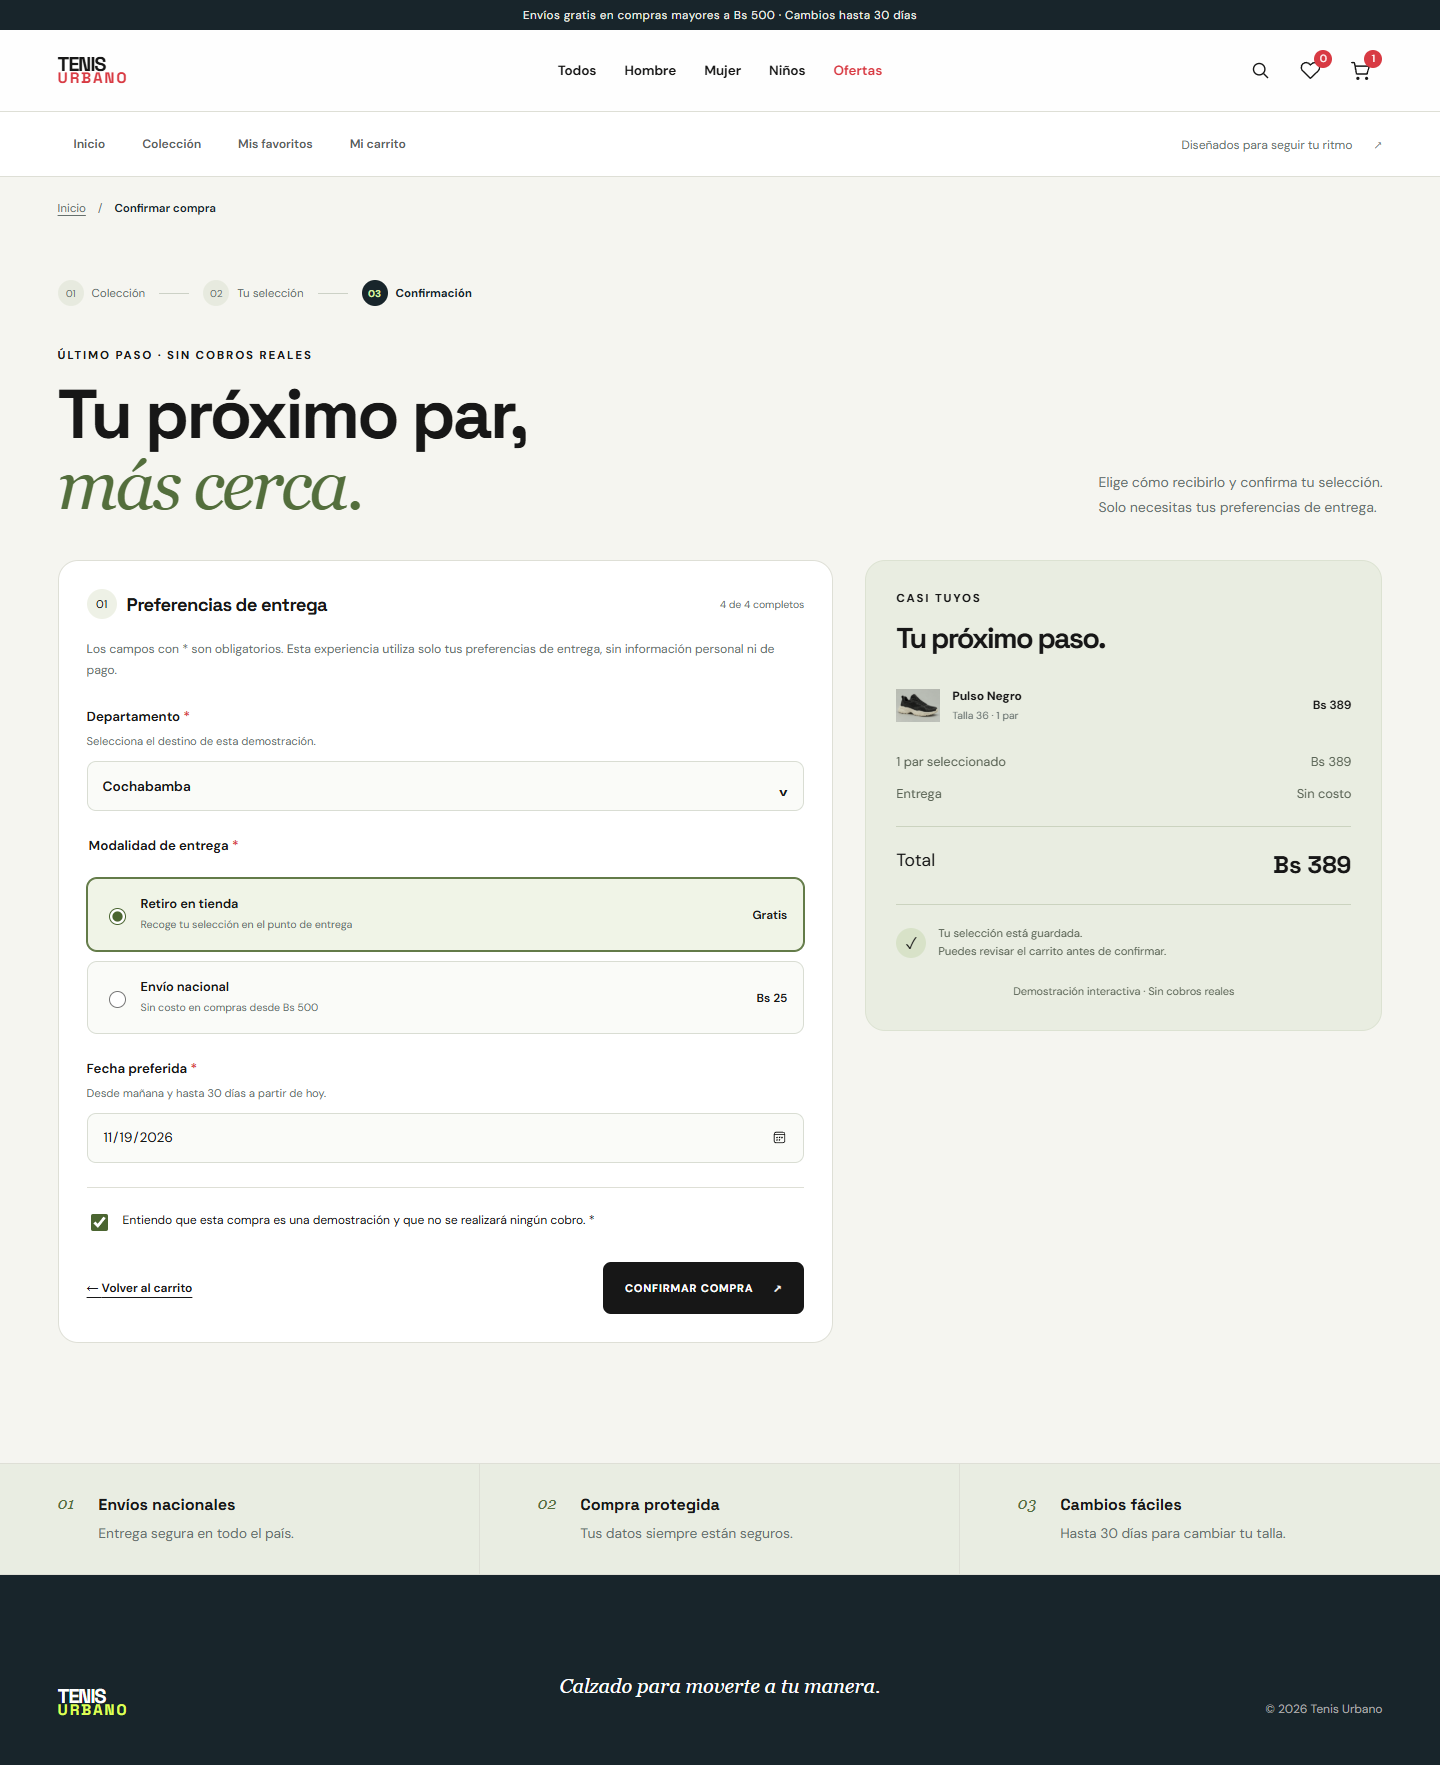 Envíos gratis en compras mayores a Bs 500 · Cambios hasta 30 días
TENIS
URBANO
Todos
Hombre
Mujer
Niños
Ofertas
0
1
Inicio
Colección
Mis favoritos
Mi carrito
Diseñados para seguir tu ritmo ↗
Inicio / Confirmar compra
01 Colección
02 Tu selección
03 Confirmación
ÚLTIMO PASO · SIN COBROS REALES
Tu próximo par,
más cerca.
Elige cómo recibirlo y confirma tu selección.
Solo necesitas tus preferencias de entrega.
01 Preferencias de entrega
4 de 4 completos
Los campos con * son obligatorios. Esta experiencia utiliza solo tus preferencias de entrega, sin información personal ni de
pago.
Departamento *
Selecciona el destino de esta demostración.
Cochabamba
Modalidad de entrega *
Retiro en tienda
Recoge tu selección en el punto de entrega
Gratis
Envío nacional
Sin costo en compras desde Bs 500
Bs 25
Fecha preferida *
Desde mañana y hasta 30 días a partir de hoy.
11/19/2026
Entiendo que esta compra es una demostración y que no se realizará ningún cobro. *
← Volver al carrito
CONFIRMAR COMPRA ↗
CASI TUYOS
Tu próximo paso.
Pulso Negro
Talla 36 · 1 par
Bs 389
1 par seleccionado
Bs 389
Entrega
Sin costo
Total
Bs 389
✓
Tu selección está guardada.
Puedes revisar el carrito antes de confirmar.
Demostración interactiva · Sin cobros reales
01 Envíos nacionales
Entrega segura en todo el país.
02 Compra protegida
Tus datos siempre están seguros.
03 Cambios fáciles
Hasta 30 días para cambiar tu talla.
TENIS
URBANO
Calzado para moverte a tu manera.
© 2026 Tenis Urbano